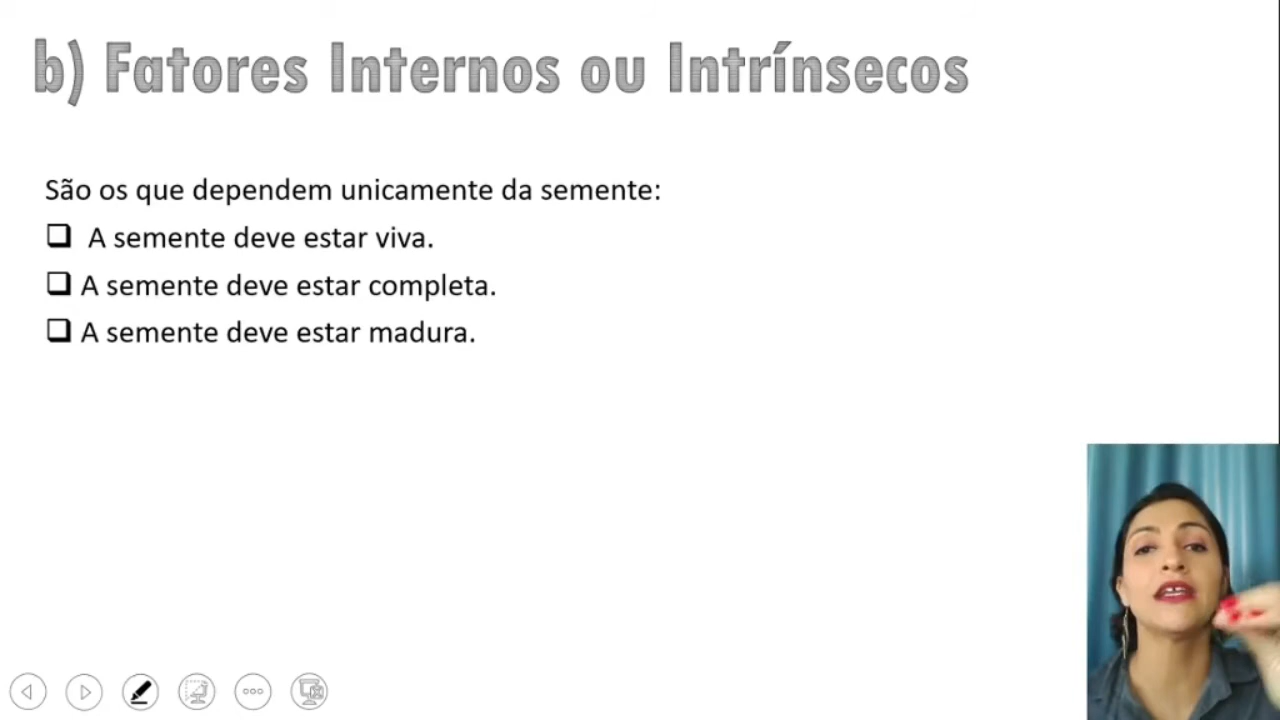 b) Fatores Internos ou Intrínsecos
São os que dependem unicamente da semente:
❑ A semente deve estar viva.
❑ A semente deve estar completa.
❑ A semente deve estar madura.